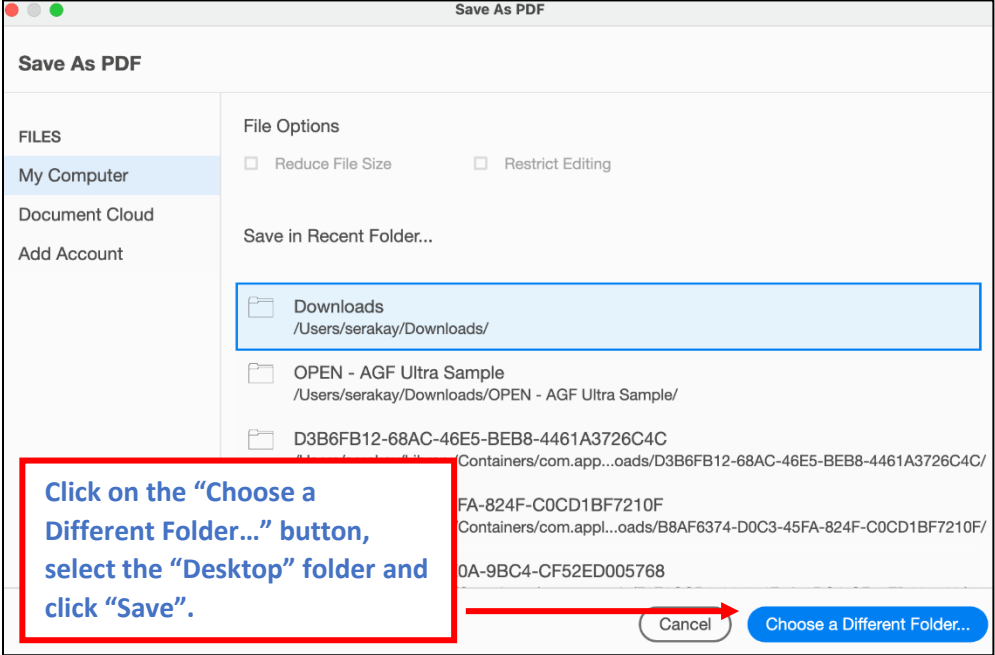 Save As PDF
Save As PDF
FILES
My Computer
Document Cloud
Add Account
File Options
Reduce File Size
Restrict Editing
Save in Recent Folder...
Downloads
/Users/serakay/Downloads/
OPEN - AGF Ultra Sample
/Users/serakay/Downloads/OPEN - AGF Ultra Sample/
D3B6FB12-68AC-46E5-BEB8-4461A3726C4C
/Containers/com.app...oads/D3B6FB12-68AC-46E5-BEB8-4461A3726C4C/
FA-824F-C0CD1BF7210F
/Containers/com.appl...oads/B8AF6374-D0C3-45FA-824F-C0CD1BF7210F/
0A-9BC4-CF52ED005768
Click on the “Choose a
Different Folder…” button,
select the “Desktop” folder and
click “Save”.
Cancel
Choose a Different Folder...